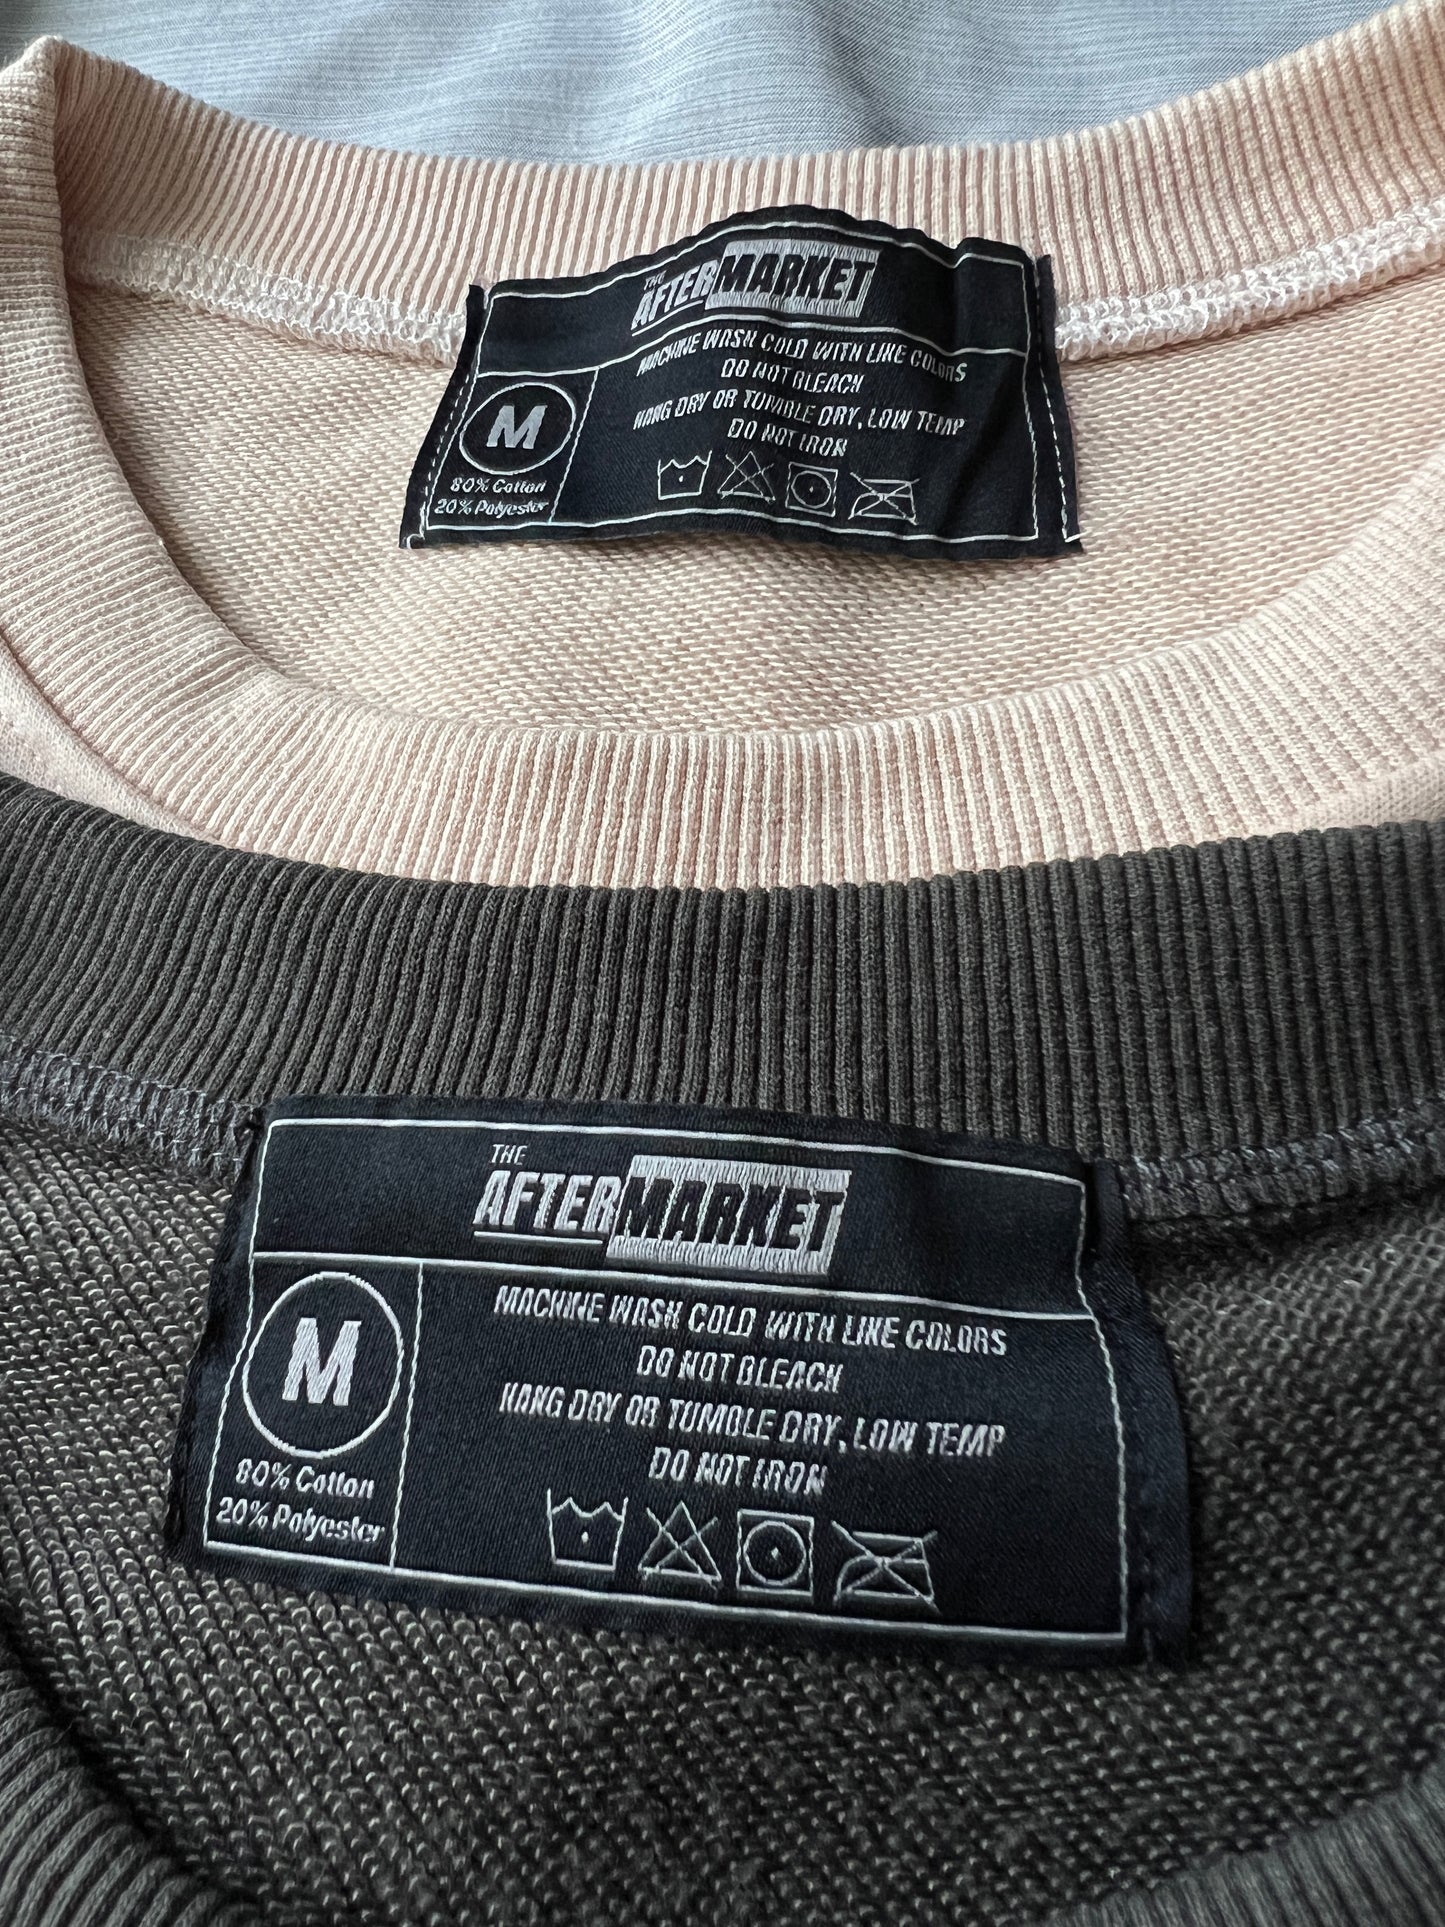 THE
AFTERMARKET
MACHINE WASH COLD WITH LIKE COLORS
DO NOT BLEACH
HANG DRY OR TUMBLE DRY, LOW TEMP
DO NOT IRON
M
80% Cotton
20% Polyester
THE
AFTERMARKET
MACHINE WASH COLD WITH LIKE COLORS
DO NOT BLEACH
HANG DRY OR TUMBLE DRY, LOW TEMP
DO NOT IRON
M
80% Cotton
20% Polyester